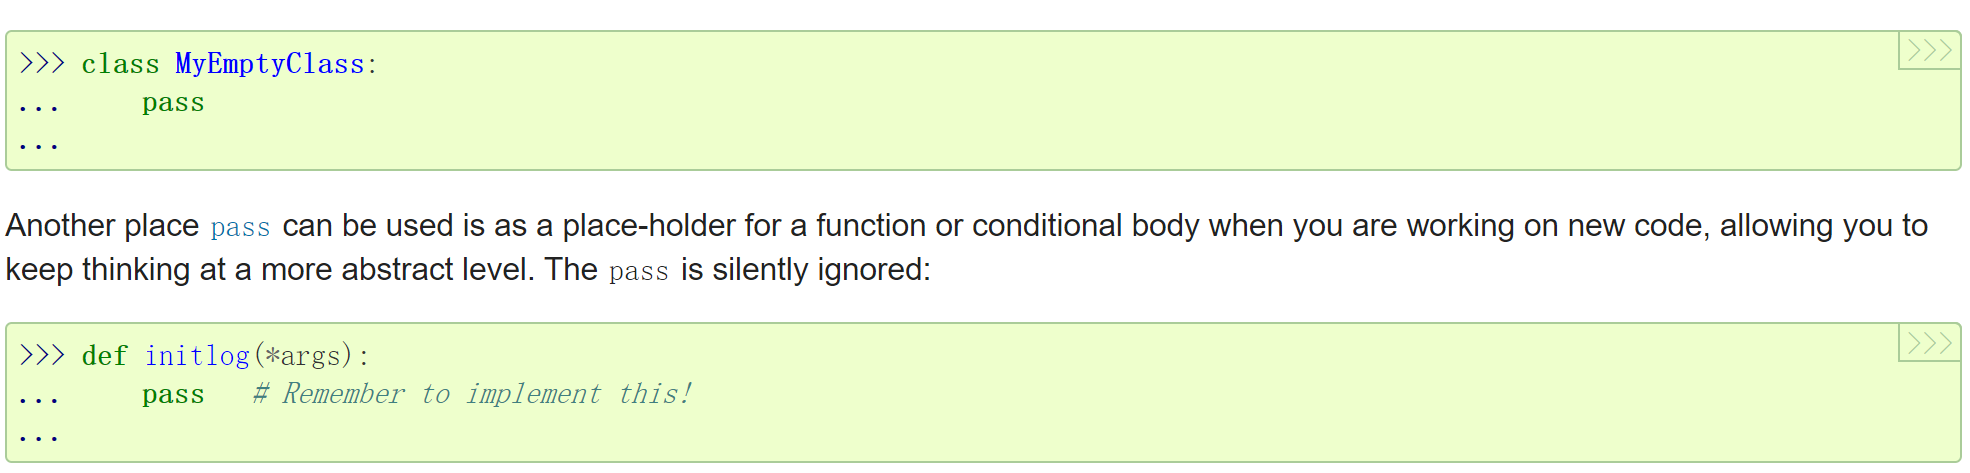 >>> class MyEmptyClass:
>>>
...     pass
...
Another place pass can be used is as a place-holder for a function or conditional body when you are working on new code, allowing you to
keep thinking at a more abstract level. The pass is silently ignored:
>>> def initlog(*args):
>>>
...     pass   # Remember to implement this!
...